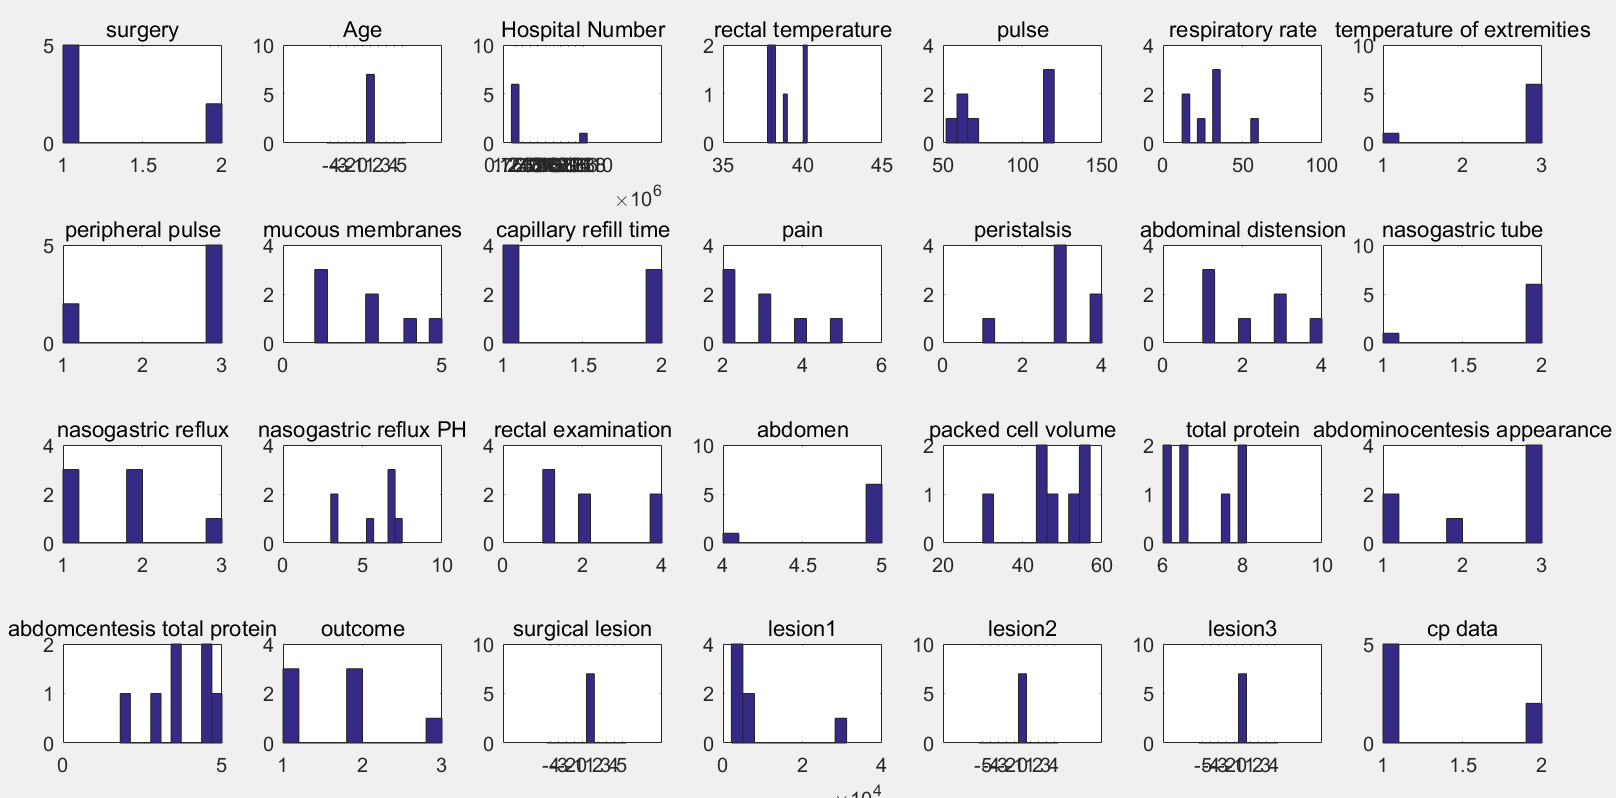 surgery
5
0
1 1.5 2
Age
10
5
0
Hospital Number
10
5
0
×10^6
rectal temperature
2
1
0
35 40 45
pulse
4
2
0
50 100 150
respiratory rate
4
2
0
0 50 100
temperature of extremities
10
5
0
1 2 3
peripheral pulse
5
0
1 2 3
mucous membranes
4
2
0
0 5
capillary refill time
4
2
0
1 1.5 2
pain
4
2
0
2 4 6
peristalsis
4
2
0
0 2 4
abdominal distension
4
2
0
0 2 4
nasogastric tube
10
5
0
1 1.5 2
nasogastric reflux
4
2
0
1 2 3
nasogastric reflux PH
4
2
0
0 5 10
rectal examination
4
2
0
0 2 4
abdomen
10
5
0
4 4.5 5
packed cell volume
2
1
0
20 40 60
total protein
2
1
0
6 8 10
abdominocentesis appearance
4
2
0
1 2 3
abdomcentesis total protein
2
1
0
0 5
outcome
4
2
0
1 2 3
surgical lesion
10
5
0
lesion1
4
2
0
0 2 4
×10^4
lesion2
10
5
0
lesion3
10
5
0
cp data
5
0
1 1.5 2